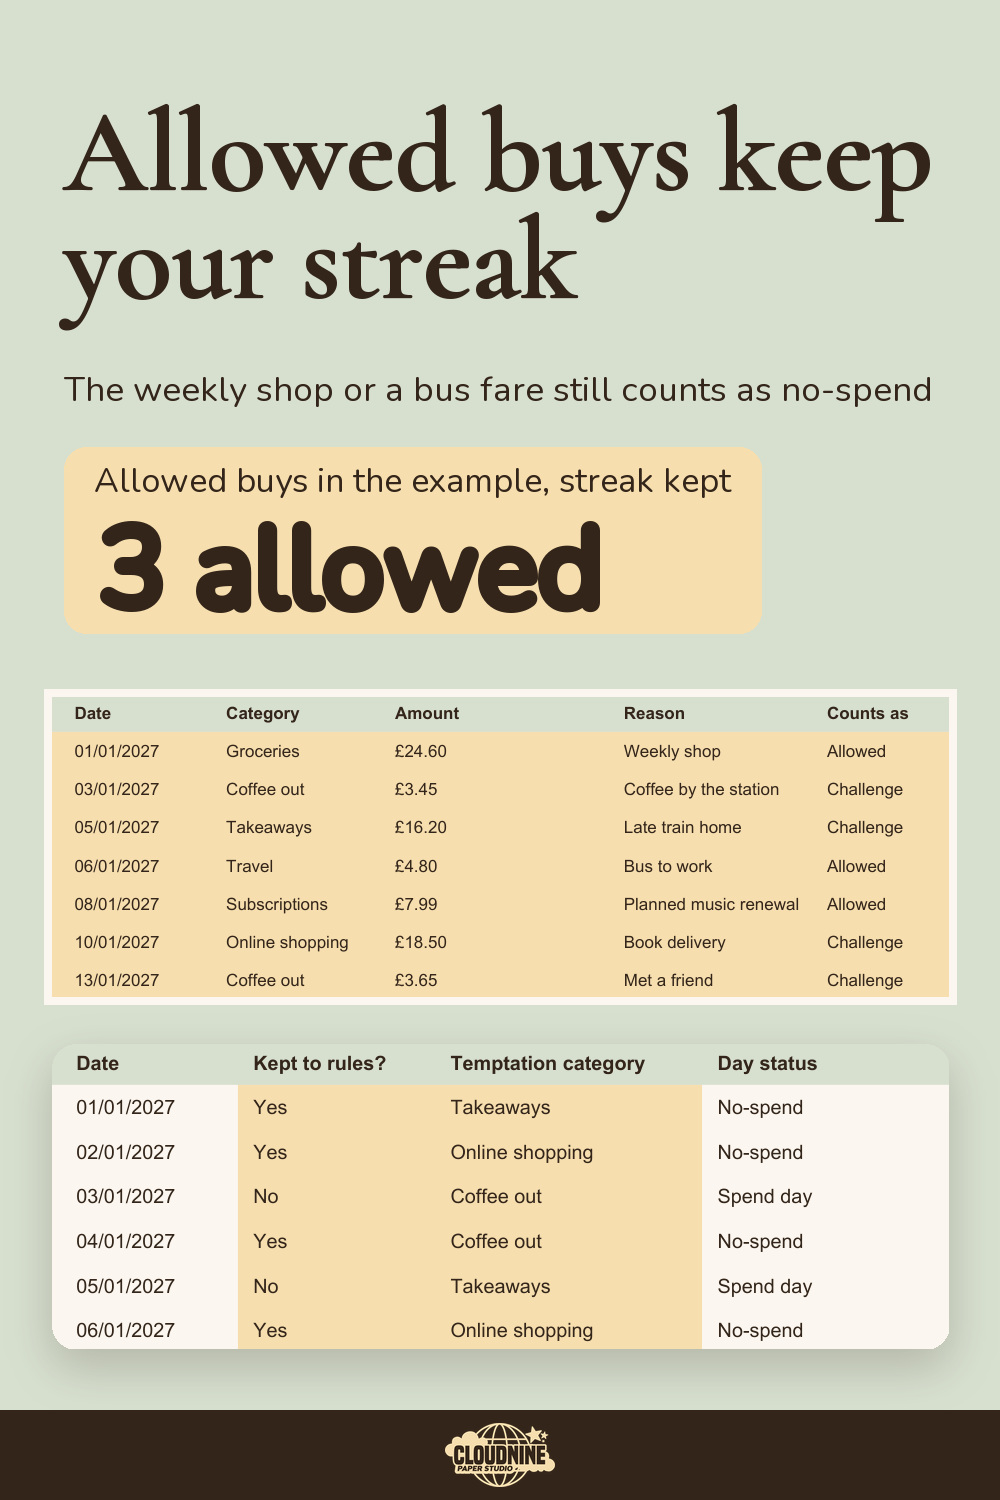 Allowed buys keep
your streak
The weekly shop or a bus fare still counts as no-spend
Allowed buys in the example, streak kept
3 allowed
Date Category Amount Reason Counts as
01/01/2027 Groceries £24.60 Weekly shop Allowed
03/01/2027 Coffee out £3.45 Coffee by the station Challenge
05/01/2027 Takeaways £16.20 Late train home Challenge
06/01/2027 Travel £4.80 Bus to work Allowed
08/01/2027 Subscriptions £7.99 Planned music renewal Allowed
10/01/2027 Online shopping £18.50 Book delivery Challenge
13/01/2027 Coffee out £3.65 Met a friend Challenge
Date Kept to rules? Temptation category Day status
01/01/2027 Yes Takeaways No-spend
02/01/2027 Yes Online shopping No-spend
03/01/2027 No Coffee out Spend day
04/01/2027 Yes Coffee out No-spend
05/01/2027 No Takeaways Spend day
06/01/2027 Yes Online shopping No-spend
CLOUDNINE
PAPER STUDIO